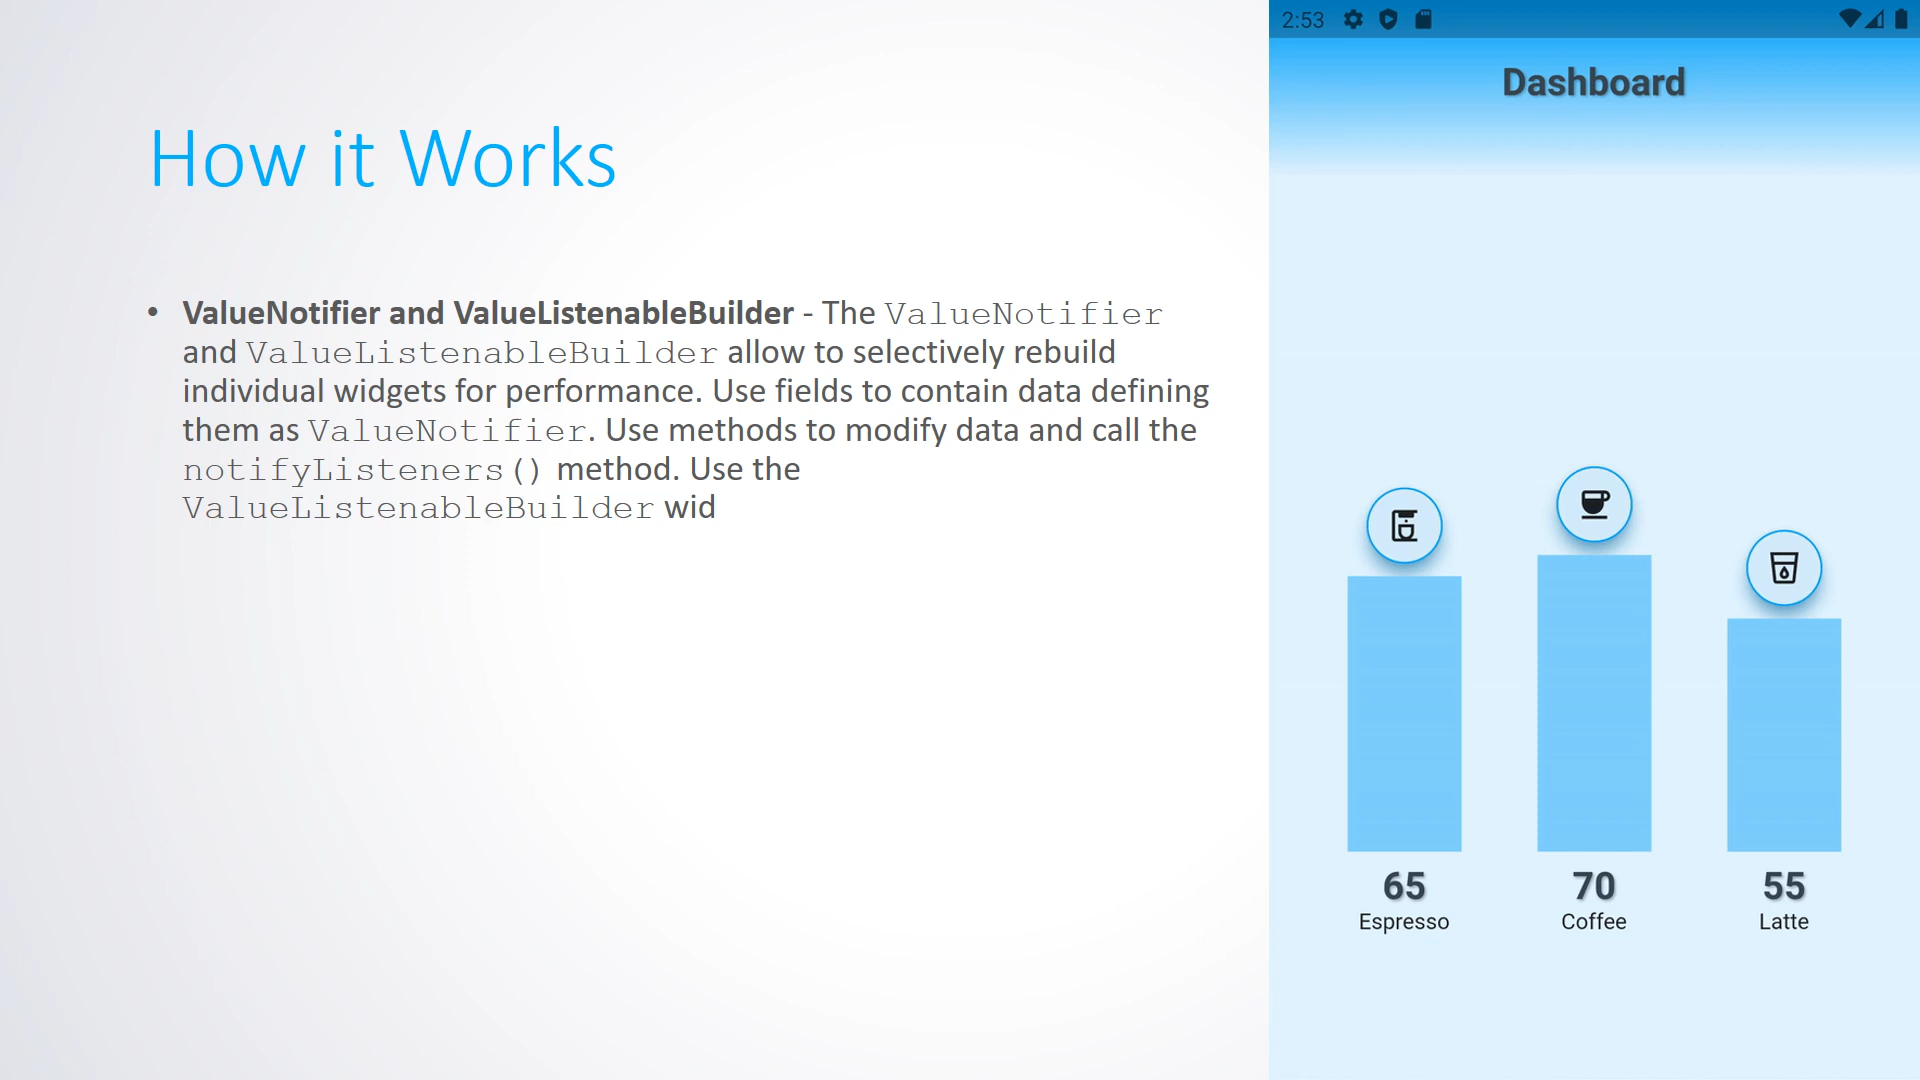 How it Works
• ValueNotifier and ValueListenableBuilder - The ValueNotifier
and ValueListenableBuilder allow to selectively rebuild
individual widgets for performance. Use fields to contain data defining
them as ValueNotifier. Use methods to modify data and call the
notifyListeners() method. Use the
ValueListenableBuilder wid
2:53
Dashboard
65 70 55
Espresso Coffee Latte